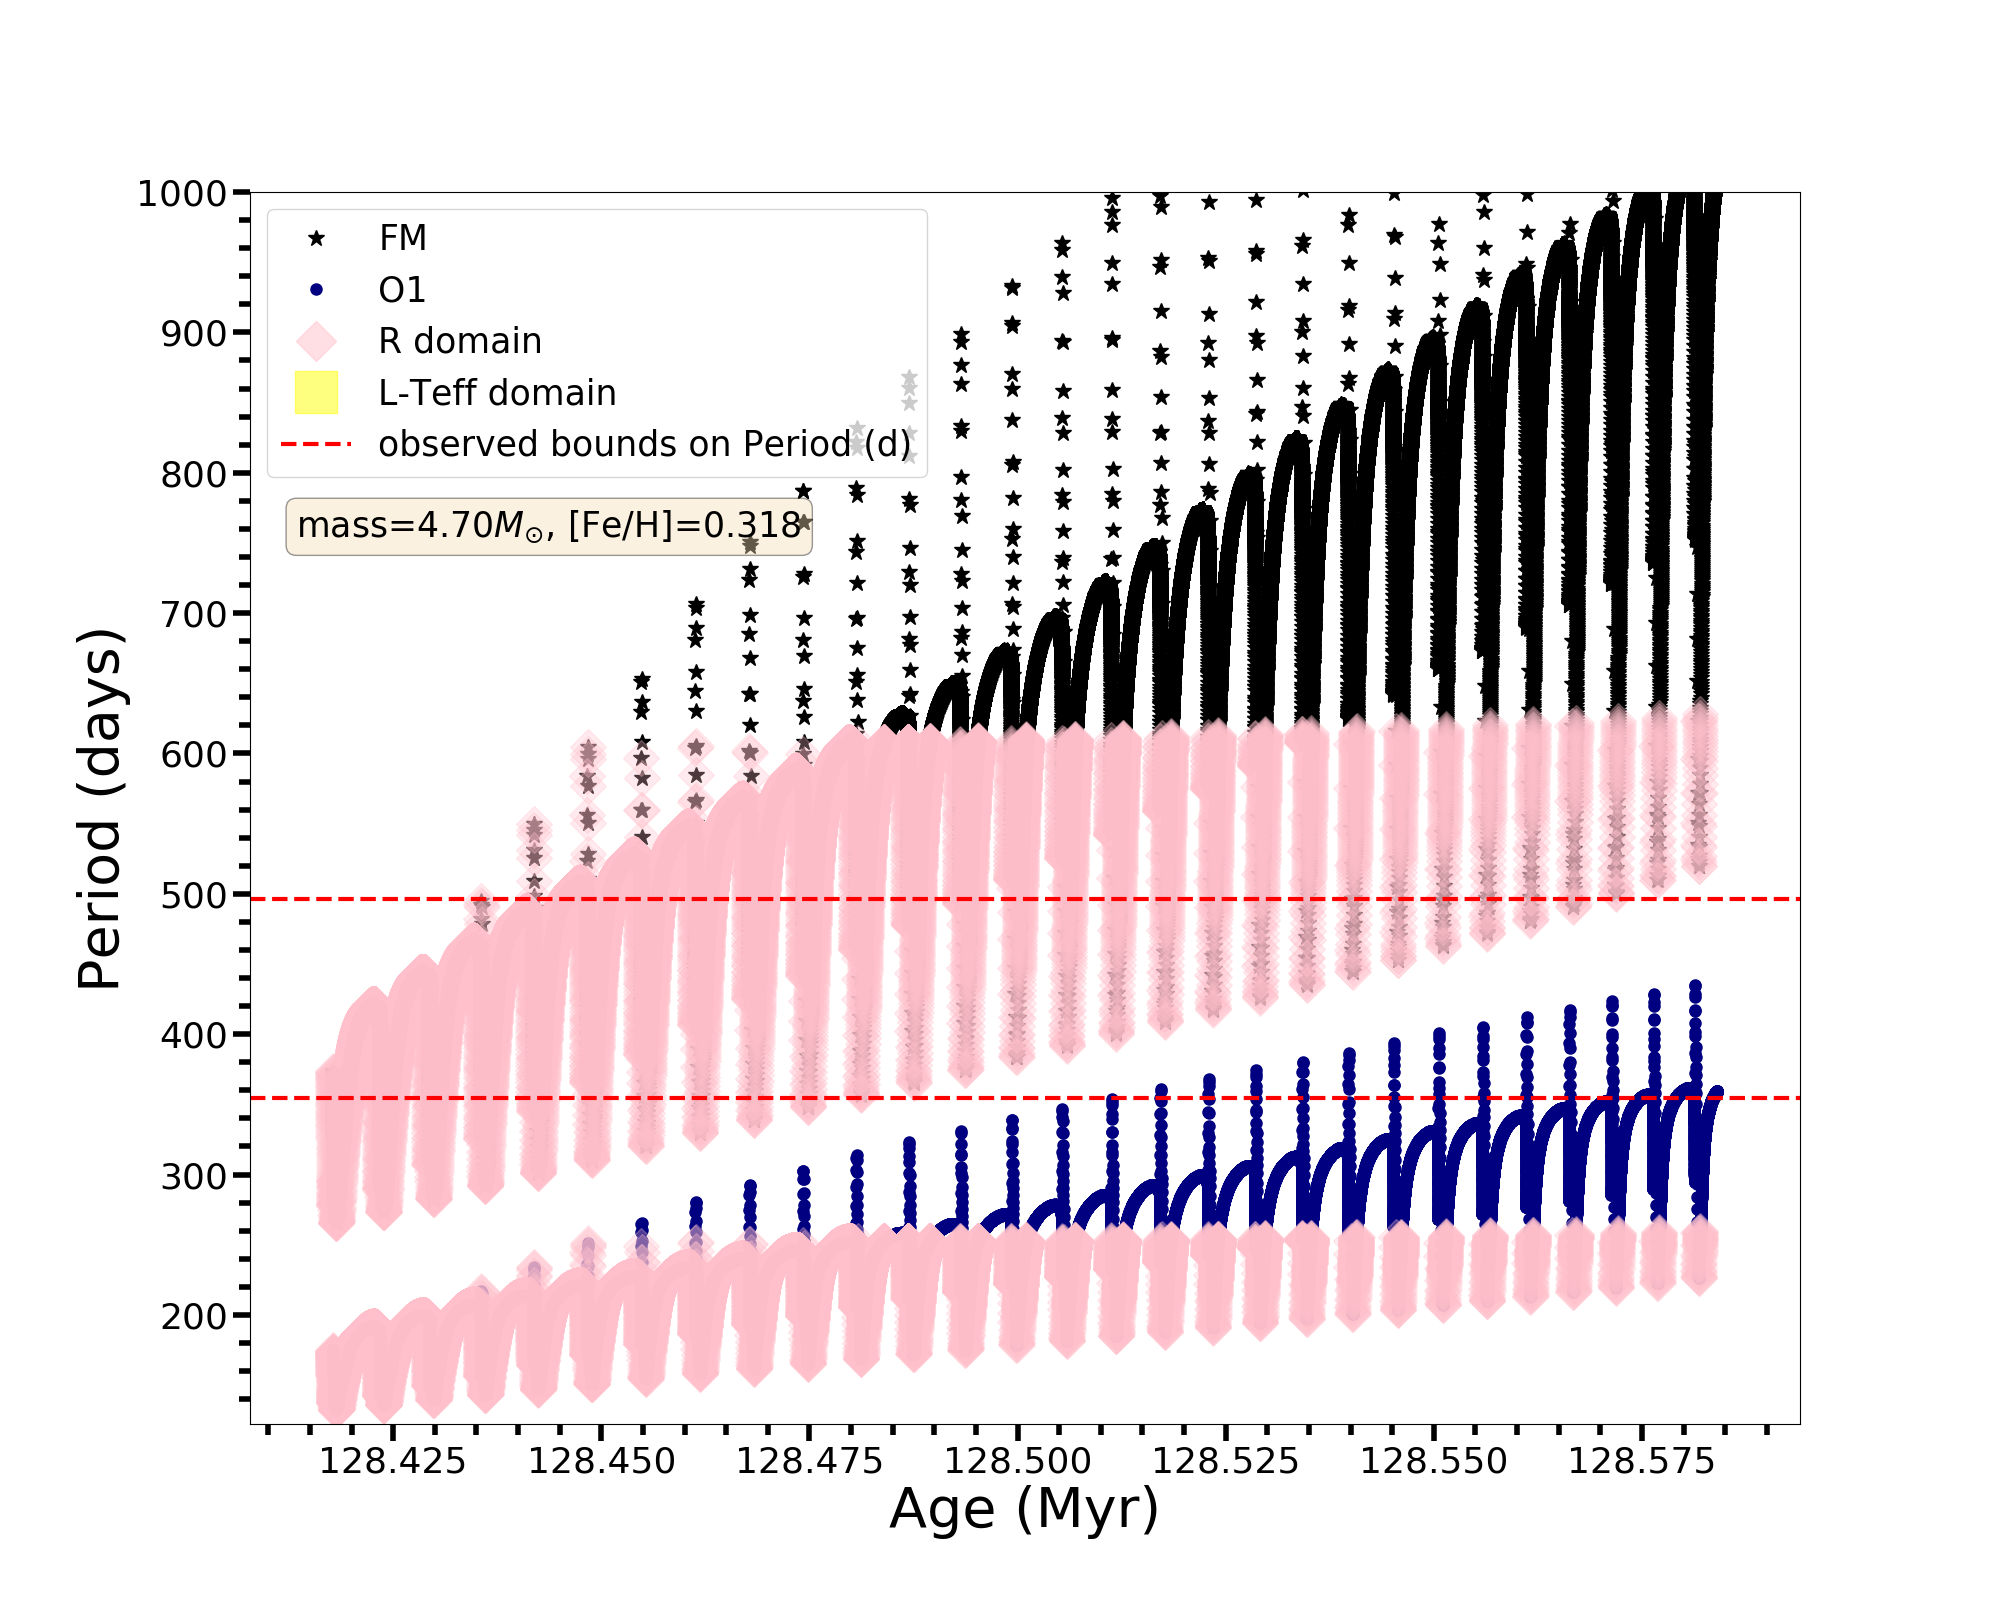 1000
900
800
700
600
500
400
300
200
Period (days)
FM
O1
R domain
L-Teff domain
observed bounds on Period (d)
mass=4.70M⊙, [Fe/H]=0.318
128.425 128.450 128.475 128.500 128.525 128.550 128.575
Age (Myr)